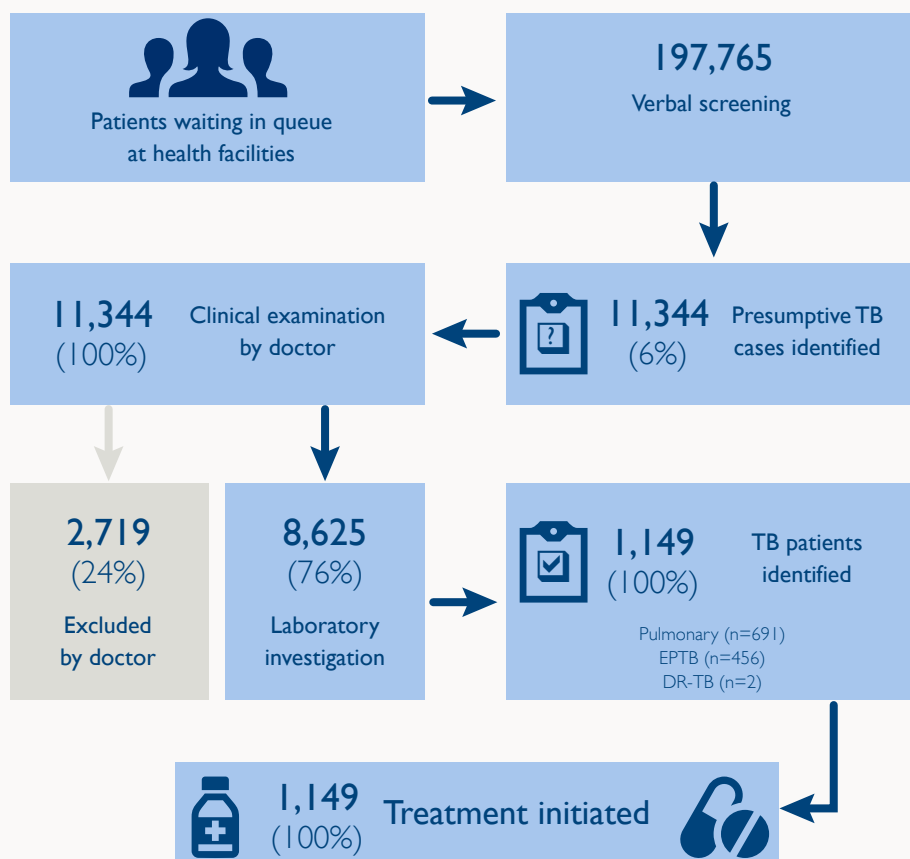 Patients waiting in queue
at health facilities
197,765
Verbal screening
11,344
(6%)
Presumptive TB
cases identified
?
11,344
(100%)
Clinical examination
by doctor
2,719
(24%)
Excluded
by doctor
8,625
(76%)
Laboratory
investigation
1,149
(100%)
TB patients
identified
Pulmonary (n=691)
EPTB (n=456)
DR-TB (n=2)
1,149
(100%)
Treatment initiated